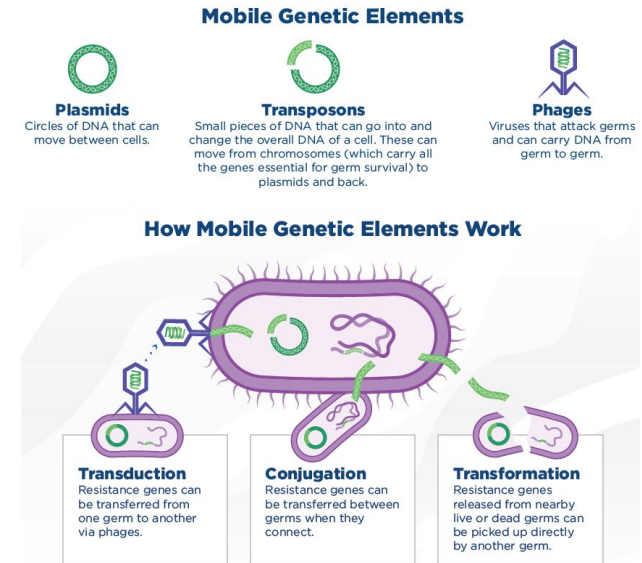 Mobile Genetic Elements
Plasmids
Circles of DNA that can
move between cells.
Transposons
Small pieces of DNA that can go into and
change the overall DNA of a cell. These can
move from chromosomes (which carry all
the genes essential for germ survival) to
plasmids and back.
Phages
Viruses that attack germs
and can carry DNA from
germ to germ.
How Mobile Genetic Elements Work
Transduction
Resistance genes can
be transferred from
one germ to another
via phages.
Conjugation
Resistance genes can
be transferred between
germs when they
connect.
Transformation
Resistance genes
released from nearby
live or dead germs can
be picked up directly
by another germ.